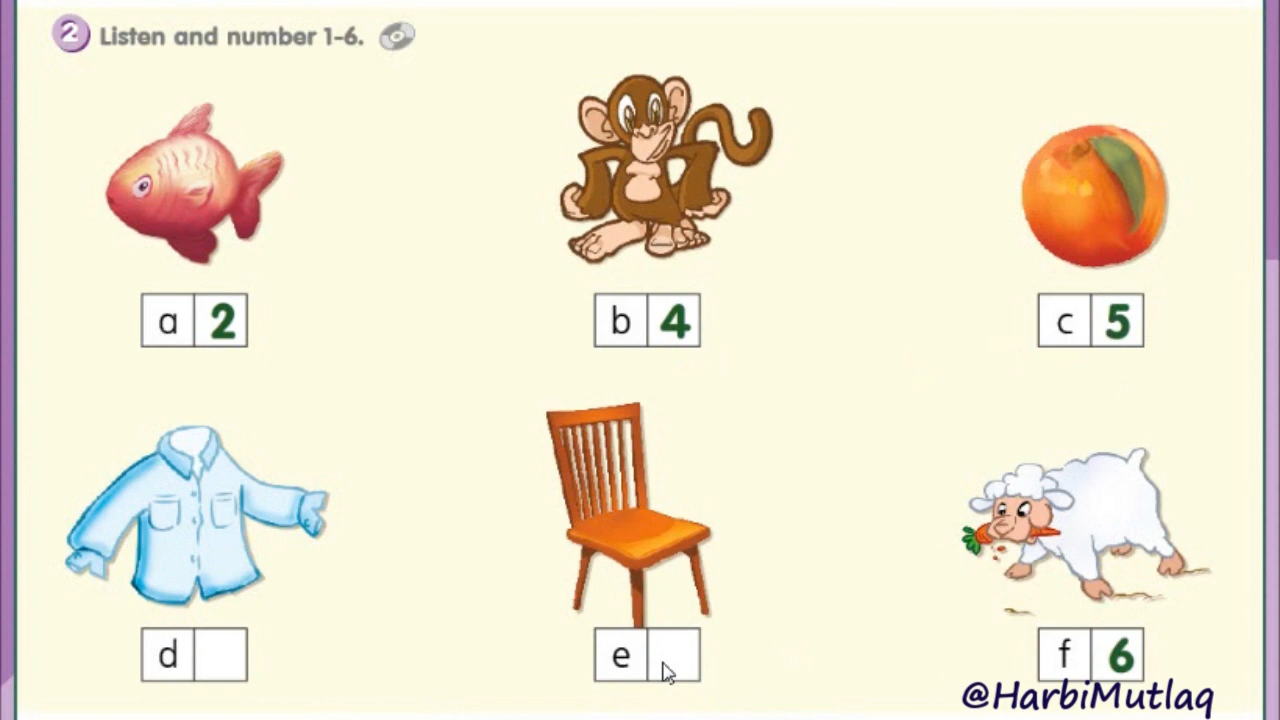 2 Listen and number 1-6.
a 2
b 4
c 5
d
e
f 6
@HarbiMutlaq